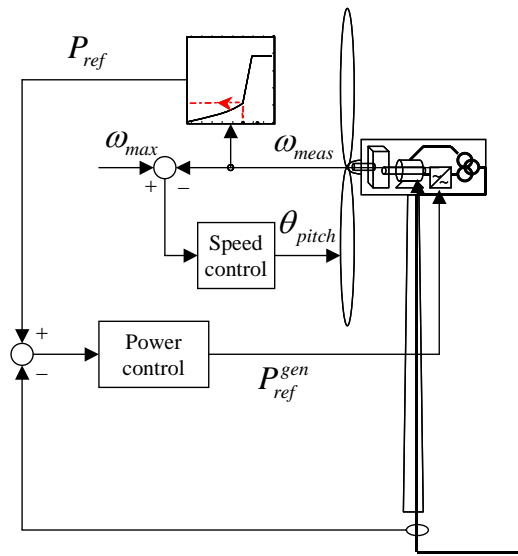 P_ref
ω_max
ω_meas
+
−
Speed
control
θ_pitch
+
−
Power
control
P_ref^gen
~